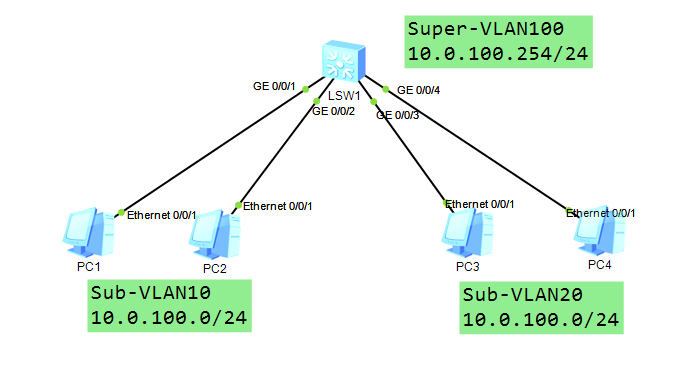 Super-VLAN100
10.0.100.254/24
LSW1
GE 0/0/1
GE 0/0/4
GE 0/0/2
GE 0/0/3
Ethernet 0/0/1
Ethernet 0/0/1
Ethernet 0/0/1
Ethernet 0/0/1
PC1
PC2
PC3
PC4
Sub-VLAN10
10.0.100.0/24
Sub-VLAN20
10.0.100.0/24